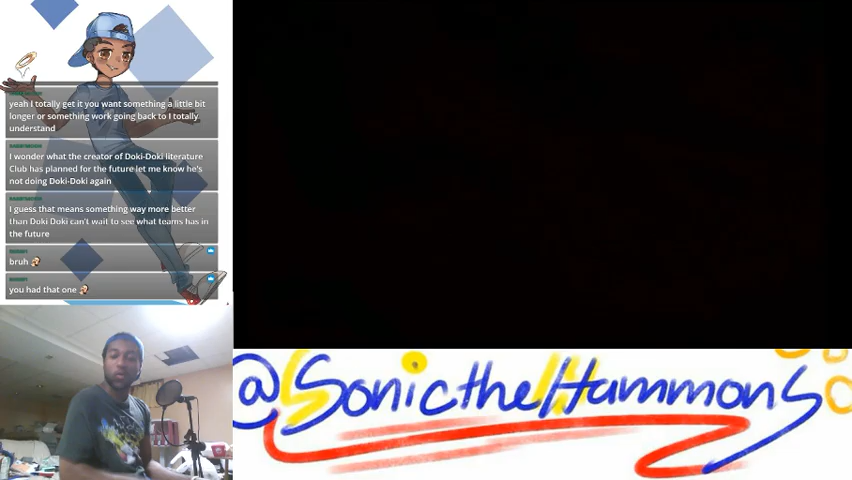 yeah I totally get it you want something a little bit
longer or something work going back to I totally
understand
I wonder what the creator of Doki-Doki literature
Club has planned for the future let me know he's
not doing Doki-Doki again
I guess that means something way more better
than Doki Doki can't wait to see what teams has in
the future
bruh
you had that one
@SonictheHammons